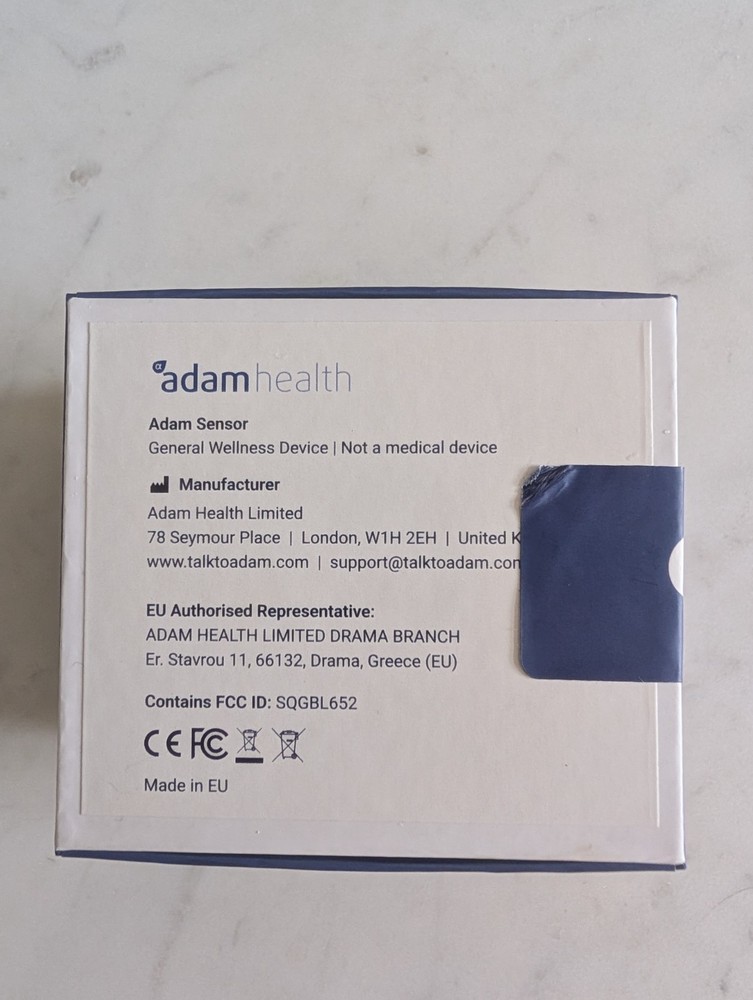 α
adamhealth
Adam Sensor
General Wellness Device | Not a medical device
Manufacturer
Adam Health Limited
78 Seymour Place | London, W1H 2EH | United
www.talktoadam.com | support@talktoadam.com
EU Authorised Representative:
ADAM HEALTH LIMITED DRAMA BRANCH
Er. Stavrou 11, 66132, Drama, Greece (EU)
Contains FCC ID: SQGBL652
CE FC
Made in EU